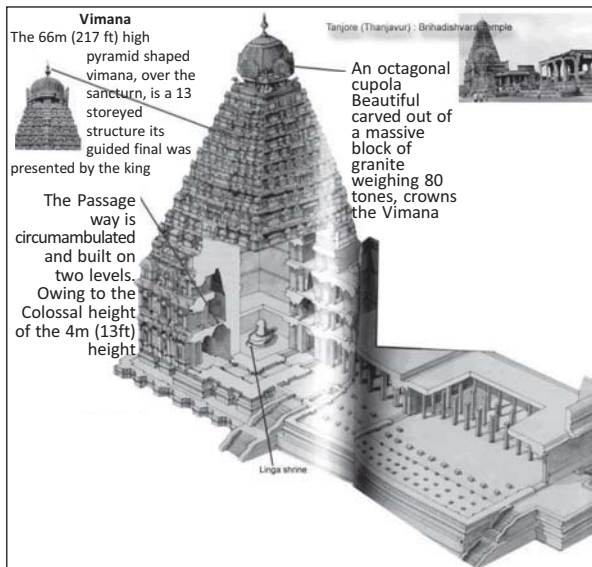 Vimana
The 66m (217 ft) high
pyramid shaped
vimana, over the
sancturn, is a 13
storeyed
structure its
guided final was
presented by the king
Tanjore (Thanjavur) : Brihadishvara Temple
An octagonal
cupola
Beautiful
carved out of
a massive
block of
granite
weighing 80
tones, crowns
the Vimana
The Passage
way is
circumambulated
and built on
two levels.
Owing to the
Colossal height
of the 4m (13ft)
height
Linga shrine